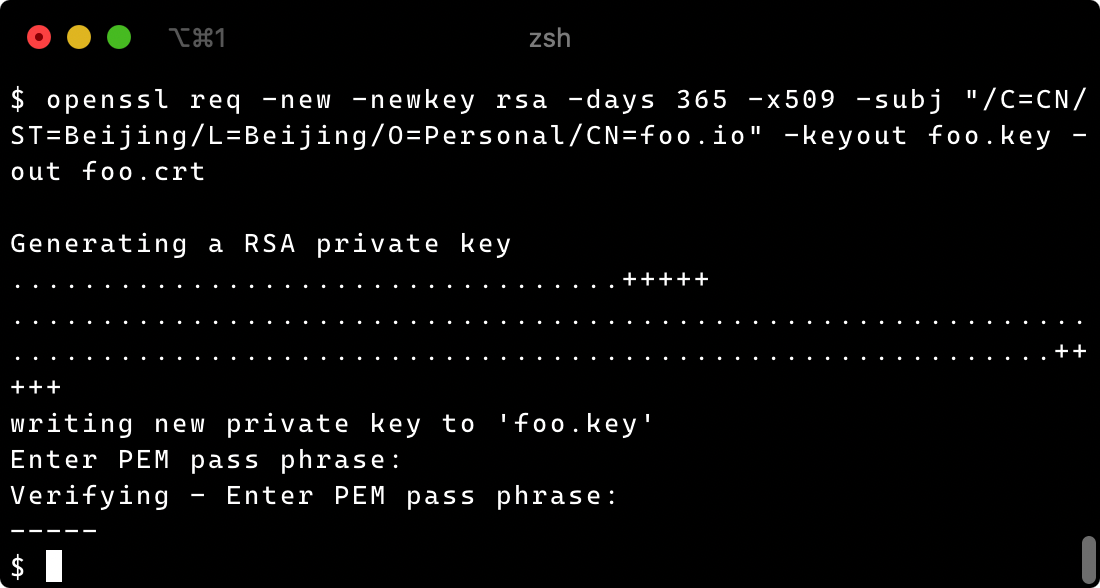 ⌥⌘1
zsh
$ openssl req -new -newkey rsa -days 365 -x509 -subj "/C=CN/
ST=Beijing/L=Beijing/O=Personal/CN=foo.io" -keyout foo.key -
out foo.crt
Generating a RSA private key
..................................+++++
............................................................
..........................................................++
+++
writing new private key to 'foo.key'
Enter PEM pass phrase:
Verifying - Enter PEM pass phrase:
-----
$